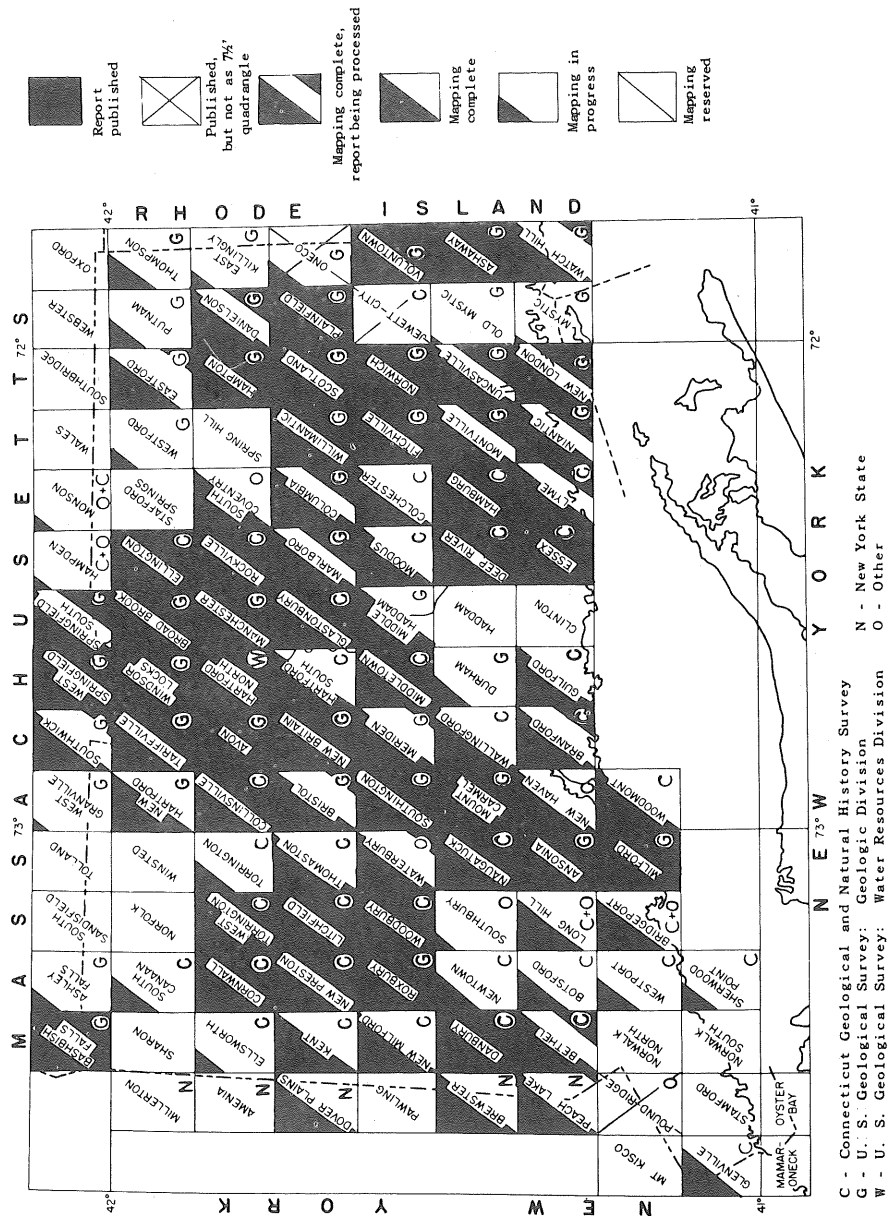 MASSACHUSETTS
73°
72°
BASHBISH
FALLS
G
ASHLEY
FALLS
G
SOUTH
SANDISFIELD
TOLLAND
WEST
GRANVILLE
G
SOUTHWICK
G
WEST
SPRINGFIELD
G
SPRINGFIELD
SOUTH
G
HAMPDEN
C+O
MONSON
O+C
WALES
SOUTHBRIDGE
WEBSTER
OXFORD
42°
42°
MILLERTON
N
SHARON
SOUTH
CANAAN
C
NORFOLK
WINSTED
NEW
HARTFORD
G
TARIFFVILLE
G
WINDSOR
LOCKS
G
BROAD BROOK
G
ELLINGTON
C
STAFFORD
SPRINGS
WESTFORD
G
EASTFORD
G
PUTNAM
G
THOMPSON
G
AMENIA
N
ELLSWORTH
C
CORNWALL
C
WEST
TORRINGTON
C
TORRINGTON
C
COLLINSVILLE
C
AVON
G
HARTFORD
NORTH
W
MANCHESTER
G
ROCKVILLE
C
SOUTH
COVENTRY
O
SPRING HILL
HAMPTON
G
DANIELSON
G
EAST
KILLINGLY
G
DOVER PLAINS
N
KENT
C
NEW PRESTON
C
LITCHFIELD
C
THOMASTON
C
BRISTOL
G
NEW BRITAIN
G
HARTFORD
SOUTH
C
GLASTONBURY
C
MARLBORO
C
COLUMBIA
G
WILLIMANTIC
G
SCOTLAND
G
PLAINFIELD
G
ONECO
G
PAWLING
NEW MILFORD
C
ROXBURY
C
WOODBURY
C
WATERBURY
O
SOUTHINGTON
G
MERIDEN
G
MIDDLETOWN
C
MIDDLE
HADDAM
G
MOODUS
C
COLCHESTER
C
FITCHVILLE
G
NORWICH
G
JEWETT CITY
C
VOLUNTOWN
G
BREWSTER
N
DANBURY
C
NEWTOWN
C
SOUTHBURY
O
NAUGATUCK
C
MOUNT
CARMEL
G
WALLINGFORD
C
DURHAM
G
HADDAM
DEEP RIVER
C
HAMBURG
C
MONTVILLE
G
UNCASVILLE
G
OLD MYSTIC
G
ASHAWAY
G
PEACH LAKE
N
BETHEL
C
BOTSFORD
C
LONG
HILL
C+O
ANSONIA
G
NEW
HAVEN
O
BRANFORD
C
GUILFORD
C
CLINTON
ESSEX
C
LYME
C
NIANTIC
G
NEW LONDON
G
MYSTIC
G
WATCH HILL
G
MT KISCO
POUND RIDGE
O
NORWALK
NORTH
WESTPORT
C
BRIDGEPORT
C+O
MILFORD
G
WOODMONT
C
GLENVILLE
C
STAMFORD
NORWALK
SOUTH
SHERWOOD
POINT
C
MAMAR-
ONECK
OYSTER
BAY
41°
41°
73°
72°
NEW YORK
NEW YORK
RHODE ISLAND
C - Connecticut Geological and Natural History Survey
G - U. S. Geological Survey: Geologic Division
W - U. S. Geological Survey: Water Resources Division
N - New York State
O - Other
Report
published
Published,
but not as 7½'
quadrangle
Mapping complete,
report being processed
Mapping
complete
Mapping in
progress
Mapping
reserved